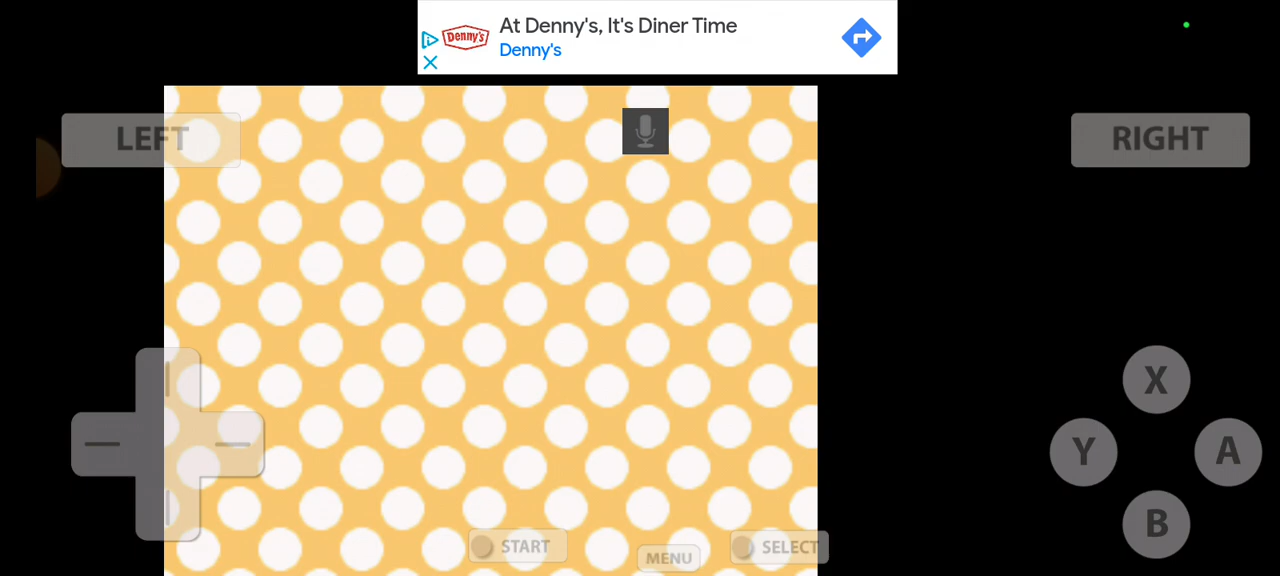 At Denny's, It's Diner Time
Denny's
Denny's
LEFT
RIGHT
X
Y
A
B
START
SELECT
MENU